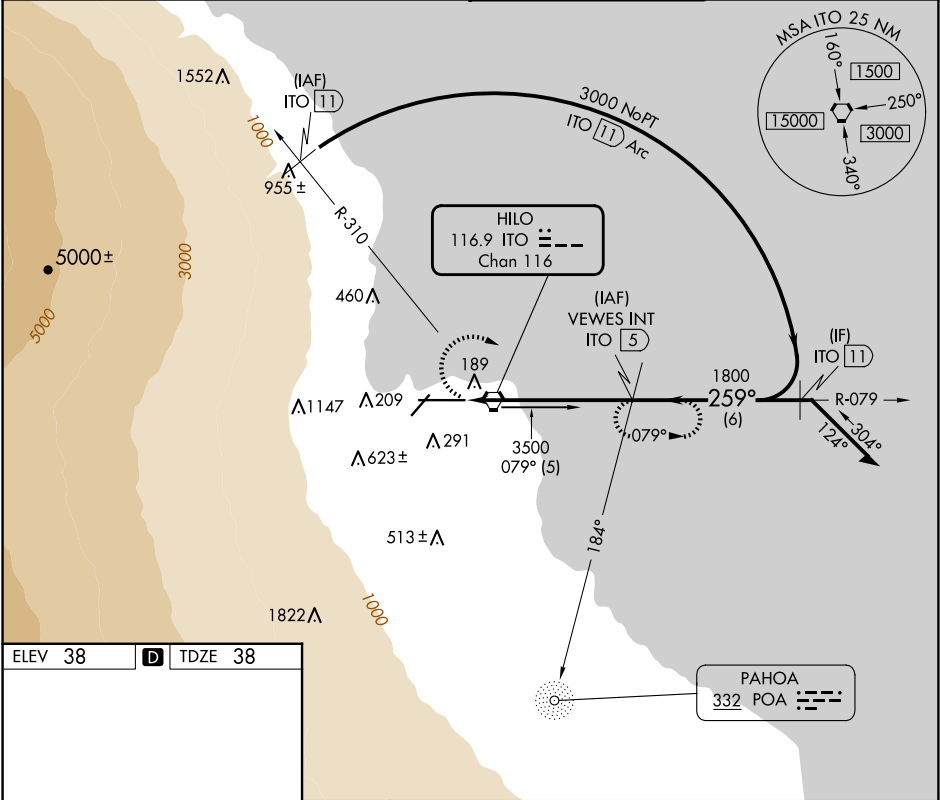 MSA ITO 25 NM
160°
1500
250°
15000
3000
340°
1552
(IAF)
ITO 11
1000
3000 NoPT
ITO 11 Arc
955 ±
R-310
HILO
116.9 ITO
Chan 116
5000 ±
3000
5000
460
(IAF)
VEWES INT
ITO 5
(IF)
ITO 11
189
1800
259°
(6)
R-079
1147
209
291
623 ±
3500
079° (5)
079°
304°
124°
513 ±
184°
1822
1000
ELEV 38 D TDZE 38
PAHOA
332 POA